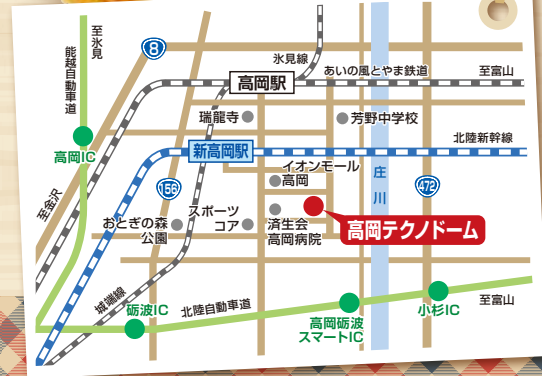 至氷見
能越自動車道
8
氷見線
高岡駅
あいの風とやま鉄道
至富山
瑞龍寺
芳野中学校
高岡IC
新高岡駅
北陸新幹線
イオンモール
高岡
庄川
156
472
至金沢
おとぎの森
公園
スポーツ
コア
済生会
高岡病院
高岡テクノドーム
城端線
砺波IC
北陸自動車道
高岡砺波
スマートIC
小杉IC
至富山